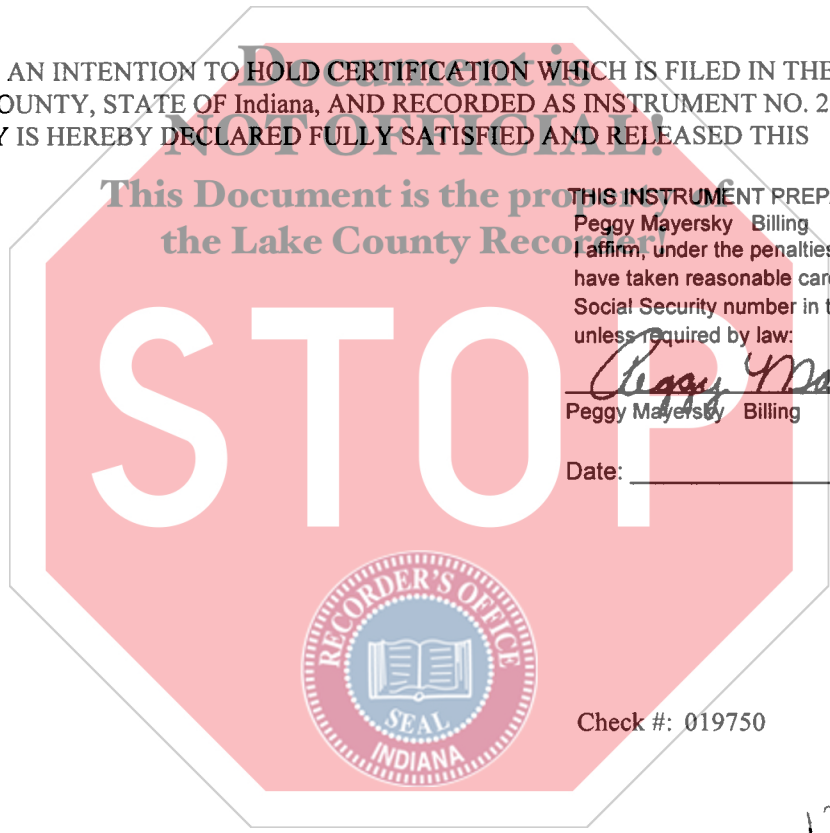 Document is
AN INTENTION TO HOLD CERTIFICATION WHICH IS FILED IN THE
OUNTY, STATE OF Indiana, AND RECORDED AS INSTRUMENT NO. 2
NOT OFFICIAL!
Y IS HEREBY DECLARED FULLY SATISFIED AND RELEASED THIS
This Document is the property of
the Lake County Recorder!
THIS INSTRUMENT PREPA
Peggy Mayersky Billing
I affirm, under the penalties
have taken reasonable car
Social Security number in t
unless required by law:
Peggy Ma
Peggy Mayersky Billing
Date:
STOP
RECORDER'S OFFICE
SEAL
INDIANA
Check #: 019750